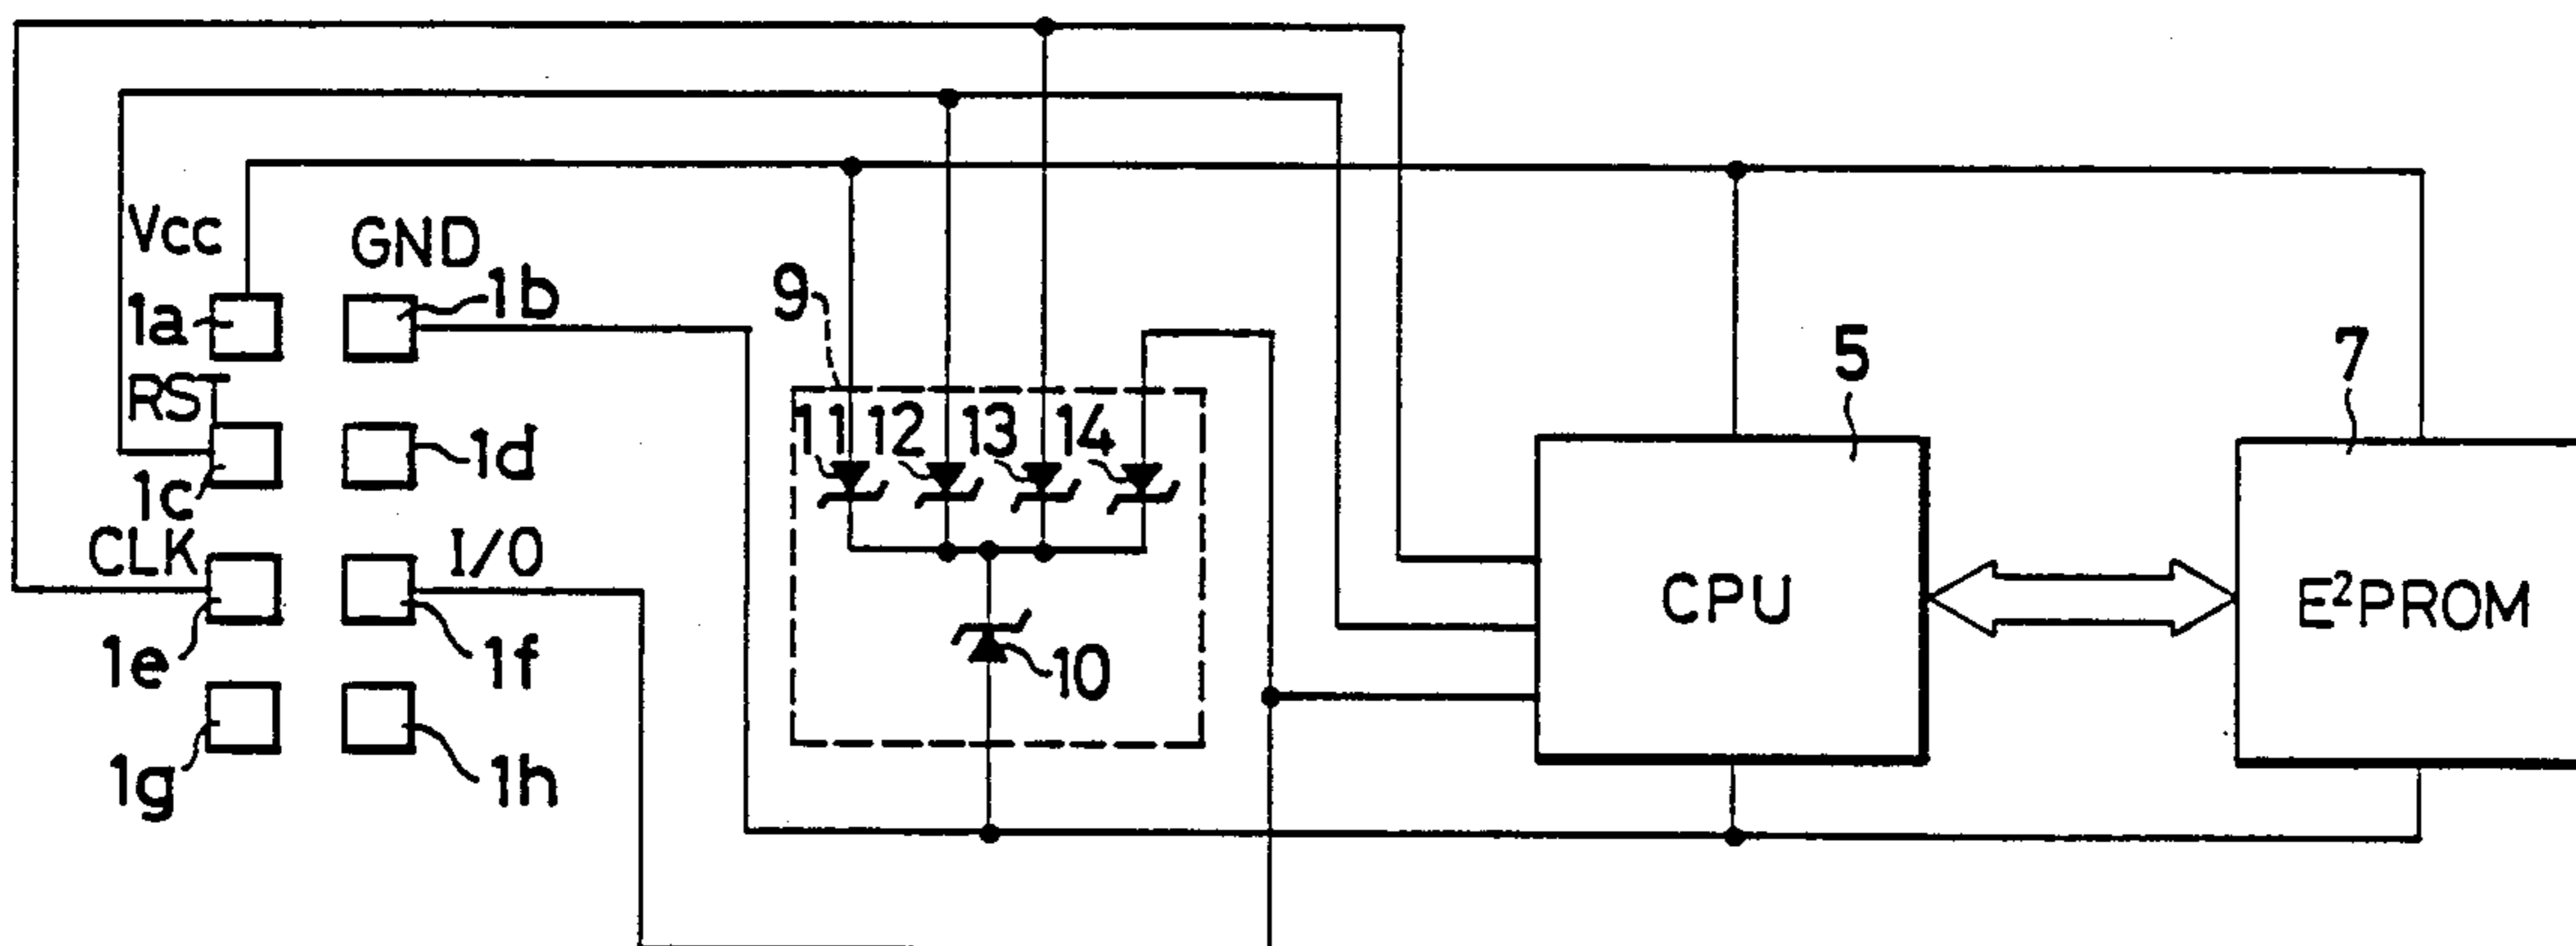 Vcc
GND
1a
1b
RST
1c
1d
CLK
I/O
1e
1f
1g
1h
9
11 12 13 14
10
5
CPU
7
E²PROM